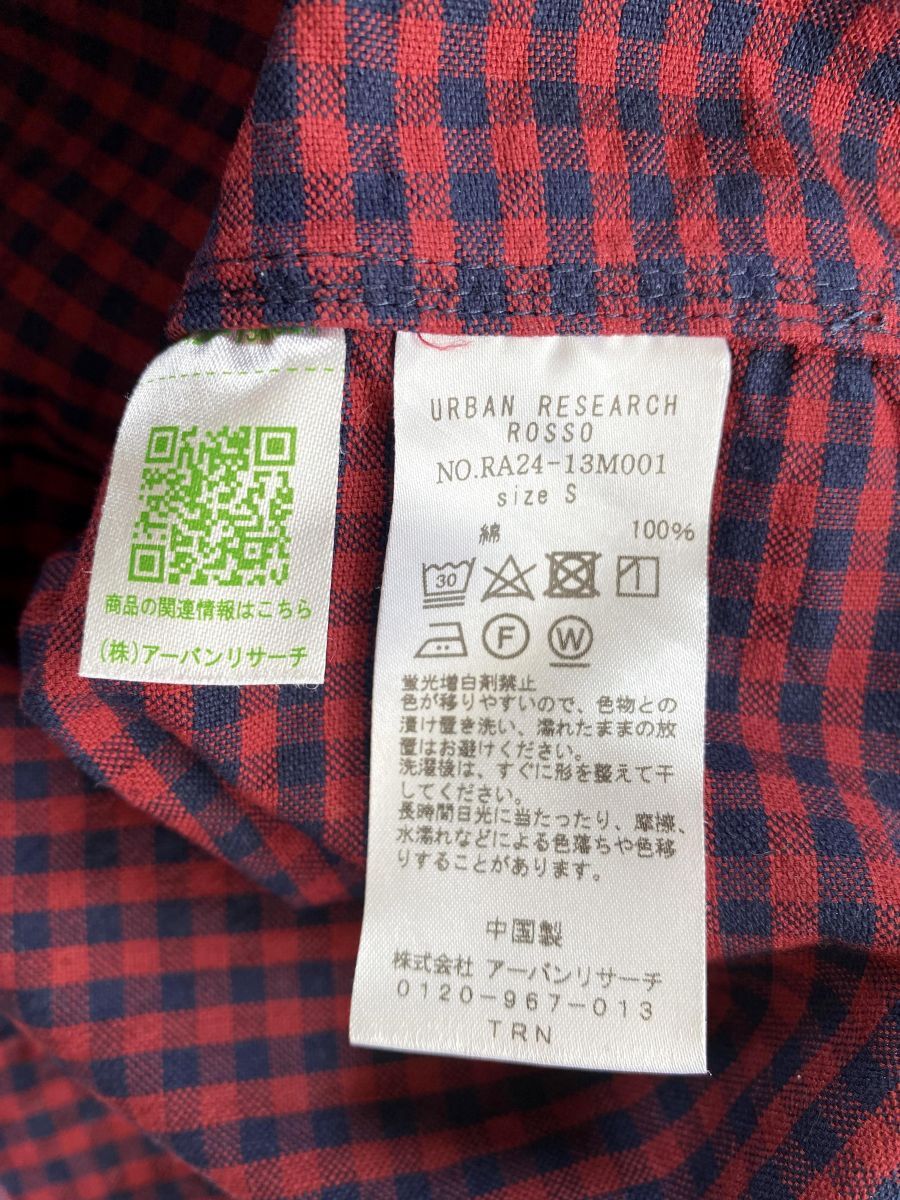 商品の関連情報はこちら
(株)アーバンリサーチ
URBAN RESEARCH
ROSSO
NO.RA24-13M001
size S
綿 100%
30
F W
蛍光増白剤禁止
色が移りやすいので、色物との
漬け置き洗い、濡れたままの放
置はお避けください。
洗濯後は、すぐに形を整えて干
してください。
長時間日光に当たったり、摩擦、
水濡れなどによる色落ちや色移
りすることがあります。
中国製
株式会社 アーバンリサーチ
0120-967-013
TRN